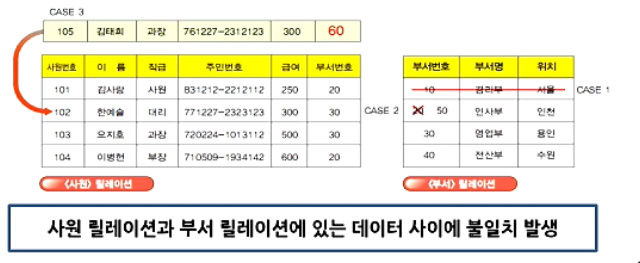 CASE 3
105 김태희 과장 761227-2312123 300 60
사원번호 이 름 직급 주민번호 급여 부서번호
101 김사랑 사원 831212-2212112 250 20
102 한예슬 대리 771227-2323123 300 30
103 오지호 과장 720224-1013112 500 30
104 이병헌 부장 710509-1934142 600 20
〈사원〉 릴레이션
부서번호 부서명 위치
10 경리부 서울 CASE 1
CASE 2 20 50 인사부 인천
30 영업부 용인
40 전산부 수원
〈부서〉 릴레이션
사원 릴레이션과 부서 릴레이션에 있는 데이터 사이에 불일치 발생